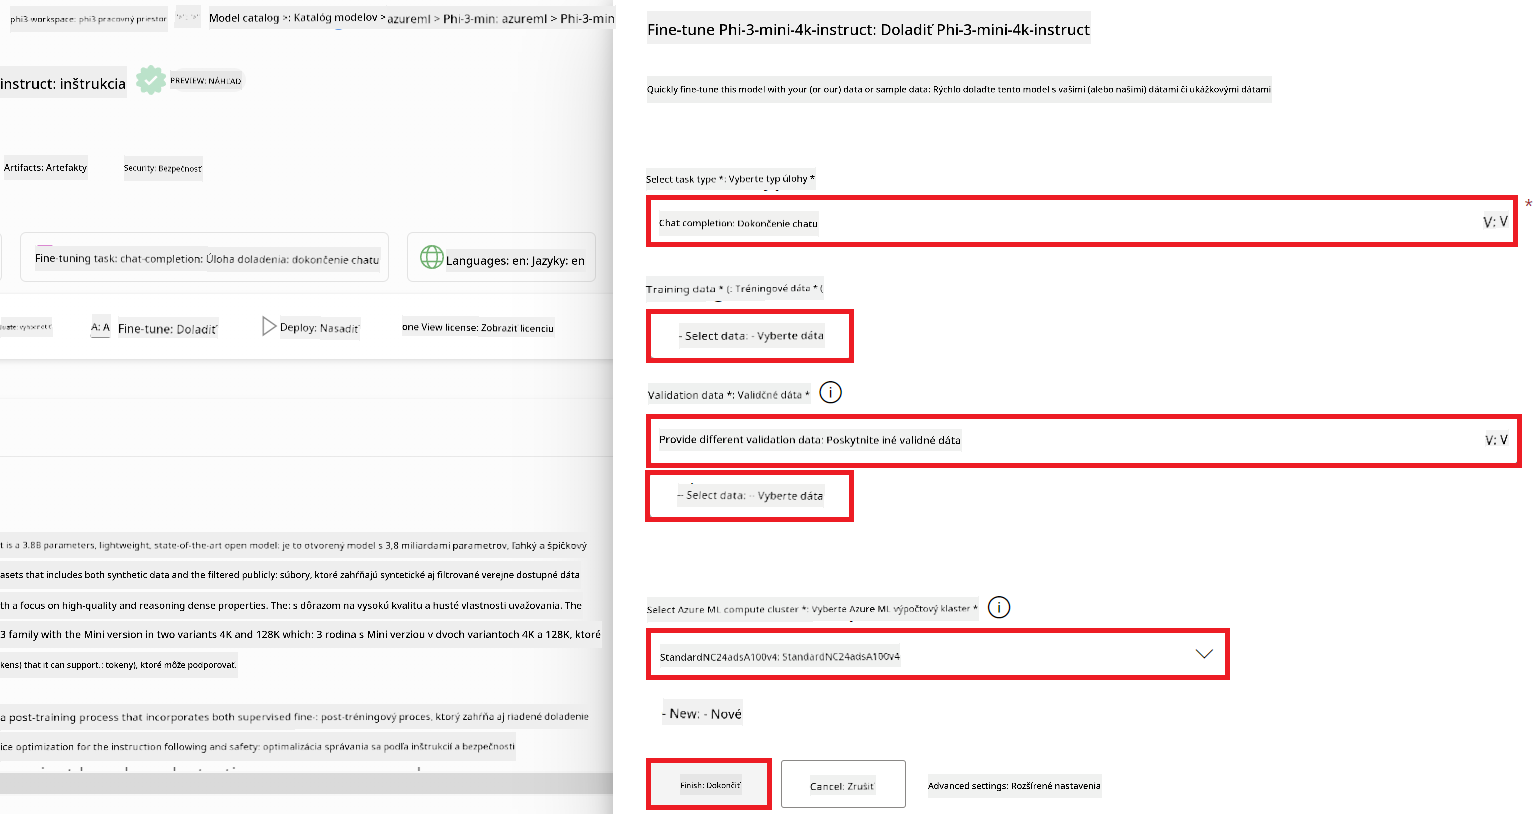 phi3-workspace: phi3 pracovný priestor
Model catalog >: Katalóg modelov > azureml > Phi-3-min: azureml > Phi-3-min
instruct: inštrukcia
PREVIEW: NÁHĽAD
Artifacts: Artefakty
Security: Bezpečnosť
Fine-tuning task: chat-completion: Úloha doladenia: dokončenie chatu
Languages: en: Jazyky: en
A: A
Fine-tune: Doladiť
Deploy: Nasadiť
one View license: Zobraziť licenciu
t is a 3.8B parameters, lightweight, state-of-the-art open model: je to otvorený model s 3,8 miliardami parametrov, ľahký a špičkový
asets that includes both synthetic data and the filtered publicly: súbory, ktoré zahŕňajú syntetické aj filtrované verejne dostupné dáta
th a focus on high-quality and reasoning dense properties. The: s dôrazom na vysokú kvalitu a husté vlastnosti uvažovania. The
3 family with the Mini version in two variants 4K and 128K which: 3 rodina s Mini verziou v dvoch variantoch 4K a 128K, ktoré
kens) that it can support.: tokeny), ktoré môže podporovať.
a post-training process that incorporates both supervised fine-: post-tréningový proces, ktorý zahŕňa aj riadené doladenie
ice optimization for the instruction following and safety: optimalizácia správania sa podľa inštrukcií a bezpečnosti
Fine-tune Phi-3-mini-4k-instruct: Doladiť Phi-3-mini-4k-instruct
Quickly fine-tune this model with your (or our) data or sample data: Rýchlo dolaďte tento model s vašimi (alebo našimi) dátami či ukážkovými dátami
Select task type *: Vyberte typ úlohy *
*
Chat completion: Dokončenie chatu
V: V
Training data * (: Tréningové dáta * (
- Select data: - Vyberte dáta
Validation data *: Validčné dáta *
Provide different validation data: Poskytnite iné validné dáta
V: V
-- Select data: -- Vyberte dáta
Select Azure ML compute cluster *: Vyberte Azure ML výpočtový klaster *
StandardNC24adsA100v4: StandardNC24adsA100v4
- New: - Nové
Finish: Dokončiť
Cancel: Zrušiť
Advanced settings: Rozšírené nastavenia